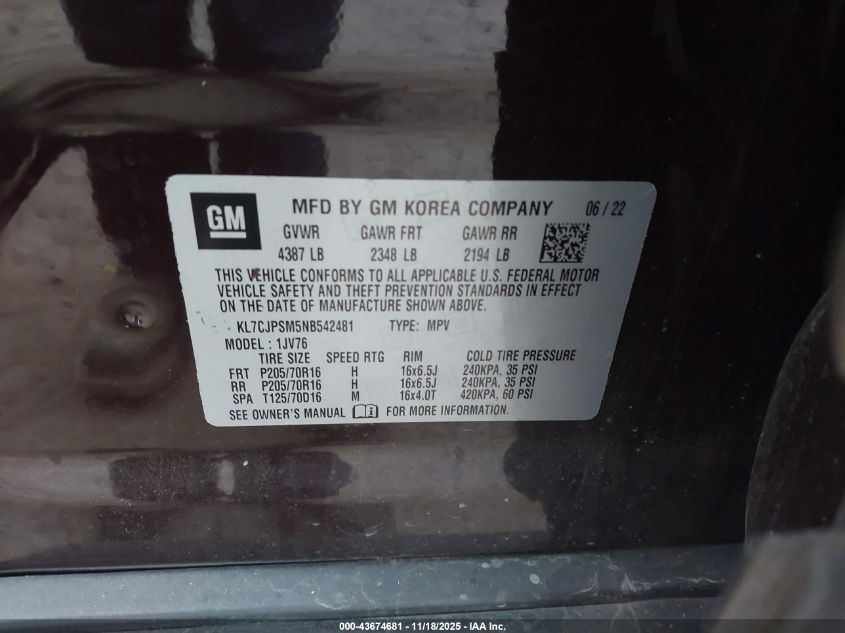 GM
MFD BY GM KOREA COMPANY 06 / 22
GVWR GAWR FRT GAWR RR
4387 LB 2348 LB 2194 LB
THIS VEHICLE CONFORMS TO ALL APPLICABLE U.S. FEDERAL MOTOR
VEHICLE SAFETY AND THEFT PREVENTION STANDARDS IN EFFECT
ON THE DATE OF MANUFACTURE SHOWN ABOVE.
KL7CJPSM5NB542481 TYPE: MPV
MODEL : 1JV76
TIRE SIZE SPEED RTG RIM COLD TIRE PRESSURE
FRT P205/70R16 H 16x6.5J 240KPA, 35 PSI
RR P205/70R16 H 16x6.5J 240KPA, 35 PSI
SPA T125/70D16 M 16x4.0T 420KPA, 60 PSI
SEE OWNER'S MANUAL FOR MORE INFORMATION.
000-43674681 - 11/18/2025 - IAA Inc.